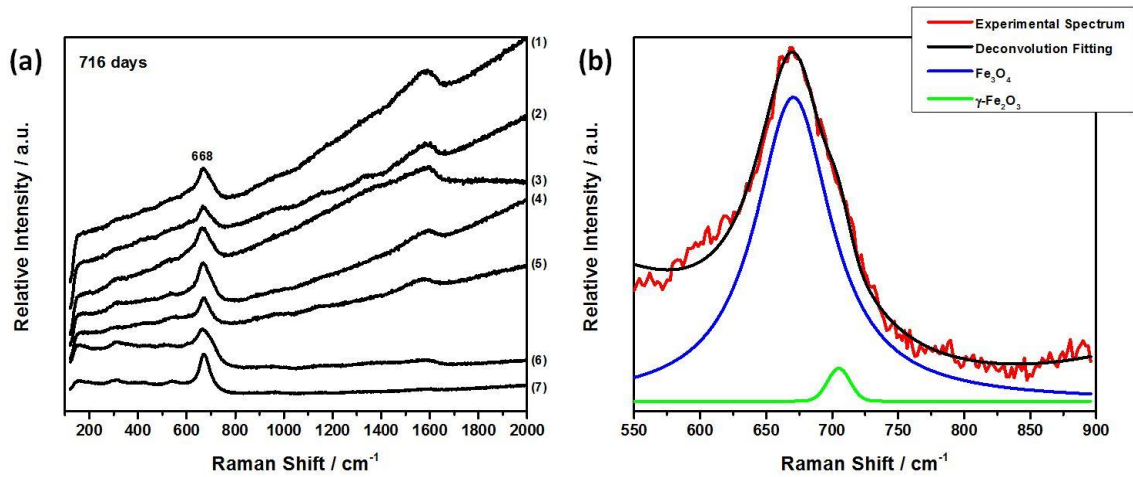 (a)
716 days
668
(1)
(2)
(3)
(4)
(5)
(6)
(7)
Relative Intensity / a.u.
200 400 600 800 1000 1200 1400 1600 1800 2000
Raman Shift / cm⁻¹
(b)
Experimental Spectrum
Deconvolution Fitting
Fe₃O₄
γ-Fe₂O₃
Relative Intensity / a.u.
550 600 650 700 750 800 850 900
Raman Shift / cm⁻¹